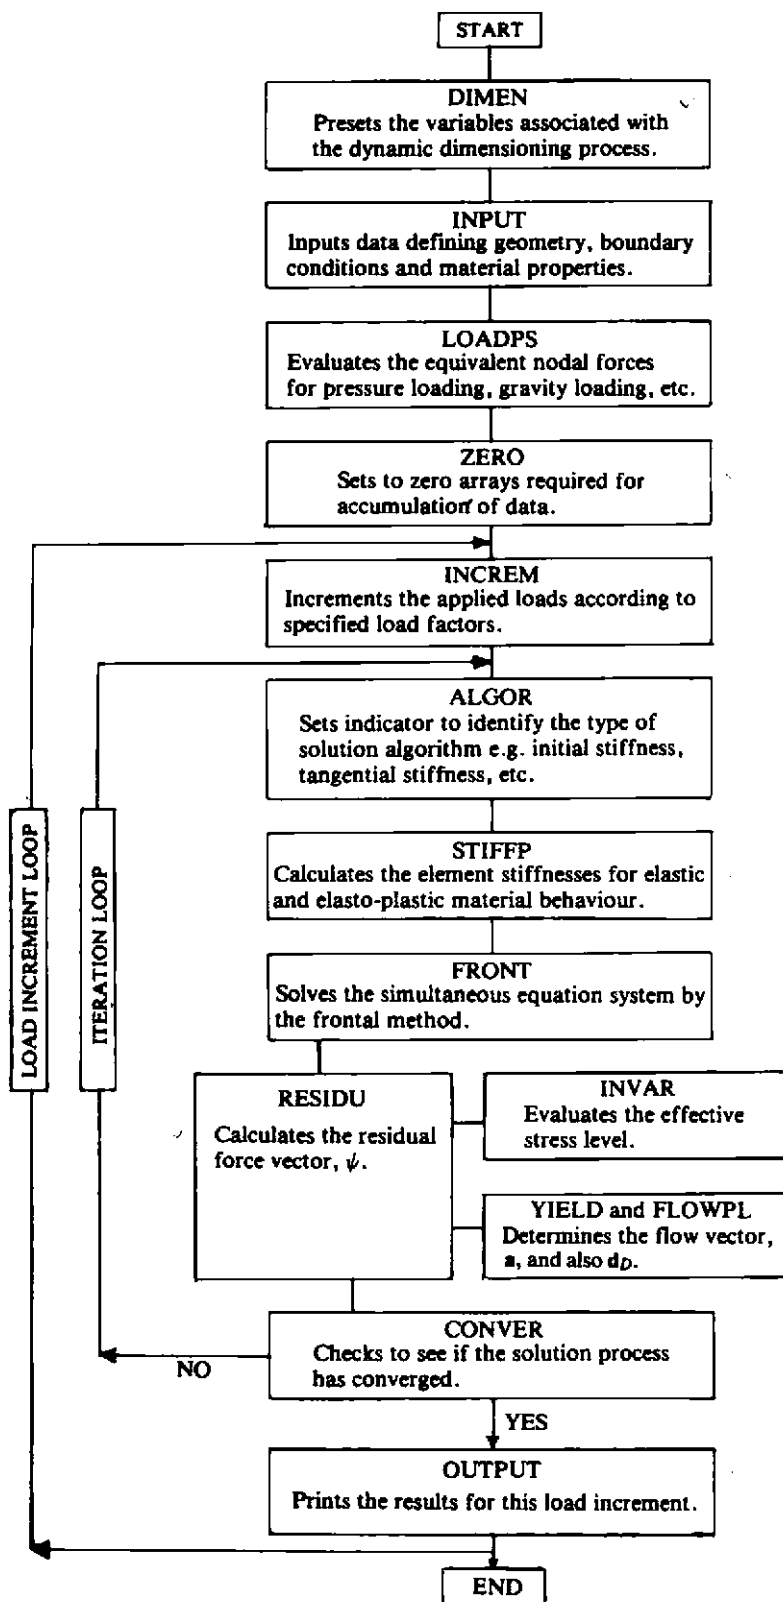 START
DIMEN
Presets the variables associated with
the dynamic dimensioning process.
INPUT
Inputs data defining geometry, boundary
conditions and material properties.
LOADPS
Evaluates the equivalent nodal forces
for pressure loading, gravity loading, etc.
ZERO
Sets to zero arrays required for
accumulation of data.
INCREM
Increments the applied loads according to
specified load factors.
ALGOR
Sets indicator to identify the type of
solution algorithm e.g. initial stiffness,
tangential stiffness, etc.
LOAD INCREMENT LOOP
ITERATION LOOP
STIFFP
Calculates the element stiffnesses for elastic
and elasto-plastic material behaviour.
FRONT
Solves the simultaneous equation system by
the frontal method.
RESIDU
Calculates the residual
force vector, ψ.
INVAR
Evaluates the effective
stress level.
YIELD and FLOWPL
Determines the flow vector,
a, and also d_D.
CONVER
Checks to see if the solution process
has converged.
NO
YES
OUTPUT
Prints the results for this load increment.
END